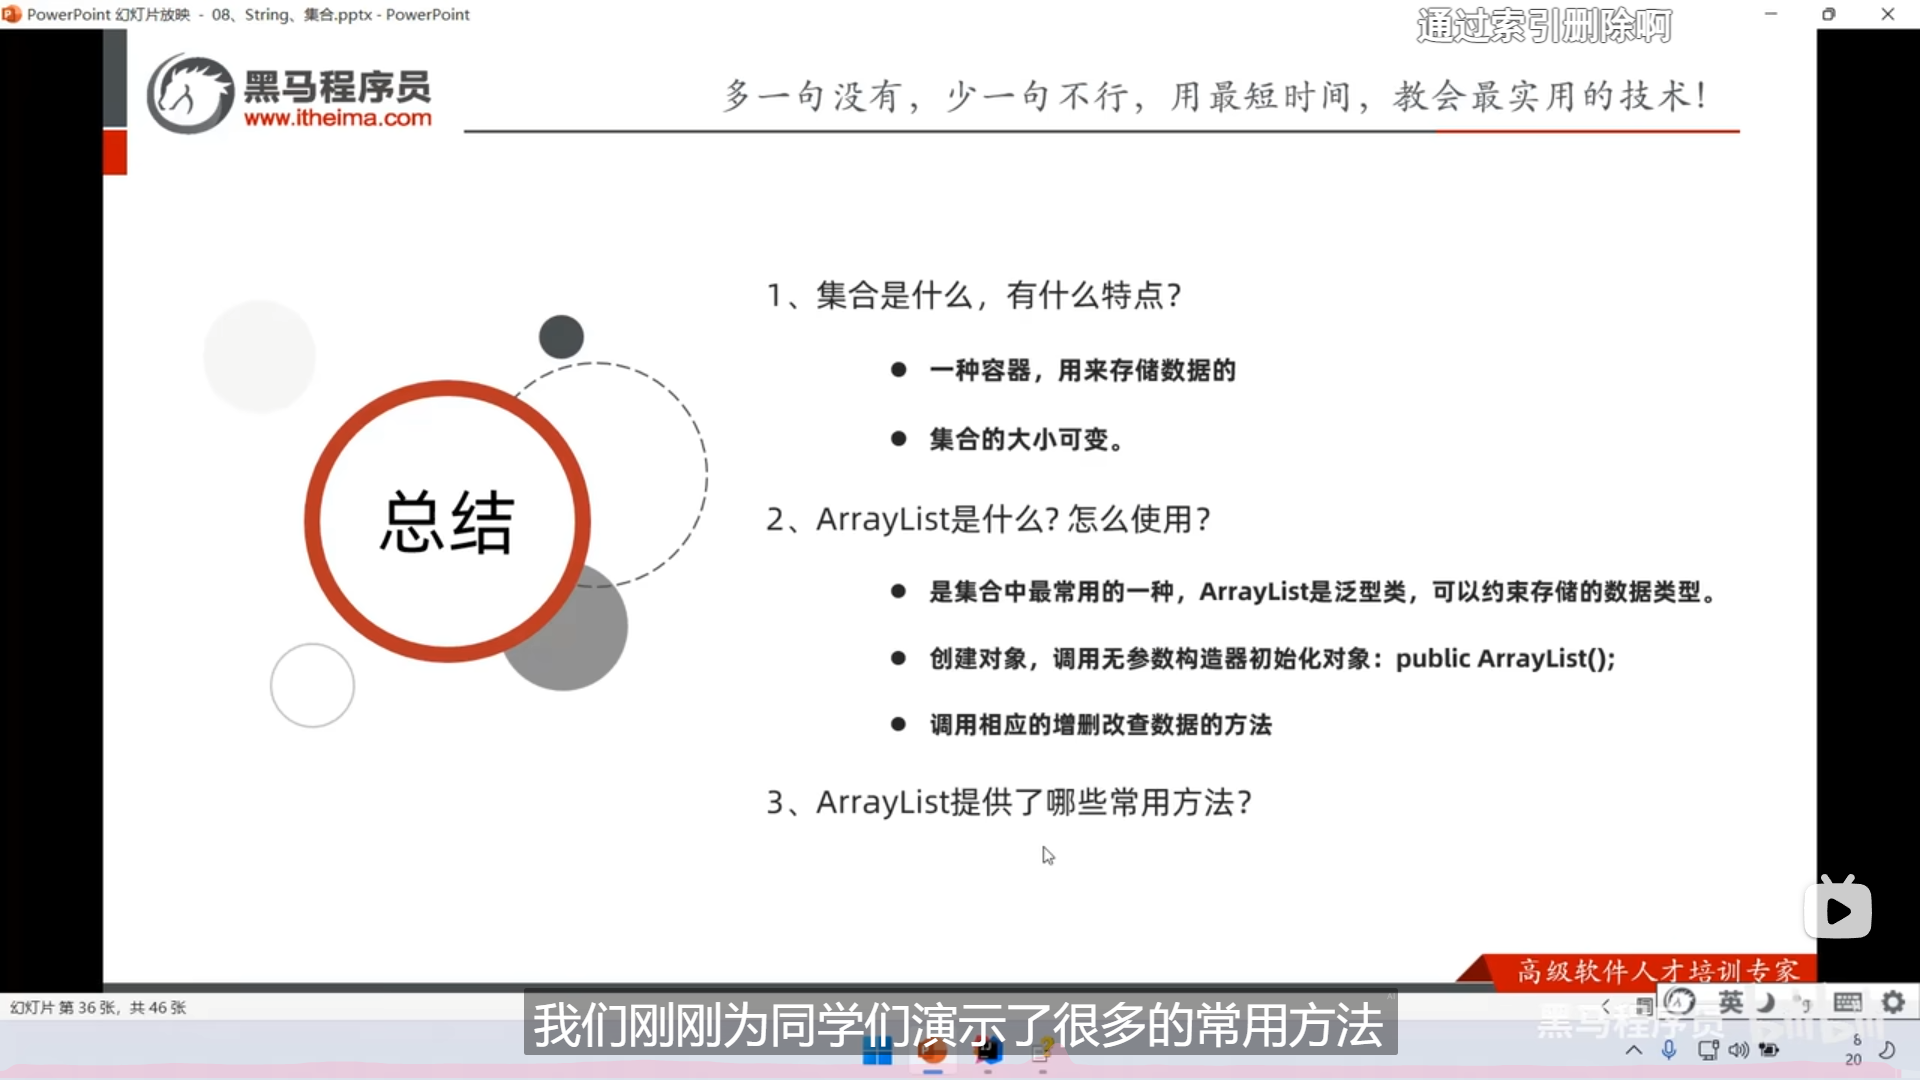 PowerPoint 幻灯片放映 - 08、String、集合.pptx - PowerPoint
通过索引删除啊
黑马程序员
www.itheima.com
多一句没有，少一句不行，用最短时间，教会最实用的技术！
1、集合是什么，有什么特点？
● 一种容器，用来存储数据的
● 集合的大小可变。
总结
2、ArrayList是什么? 怎么使用？
● 是集合中最常用的一种，ArrayList是泛型类，可以约束存储的数据类型。
● 创建对象，调用无参数构造器初始化对象：public ArrayList();
● 调用相应的增删改查数据的方法
3、ArrayList提供了哪些常用方法？
高级软件人才培训专家
幻灯片 第 36 张，共 46 张
英
我们刚刚为同学们演示了很多的常用方法
黑马程序员
20